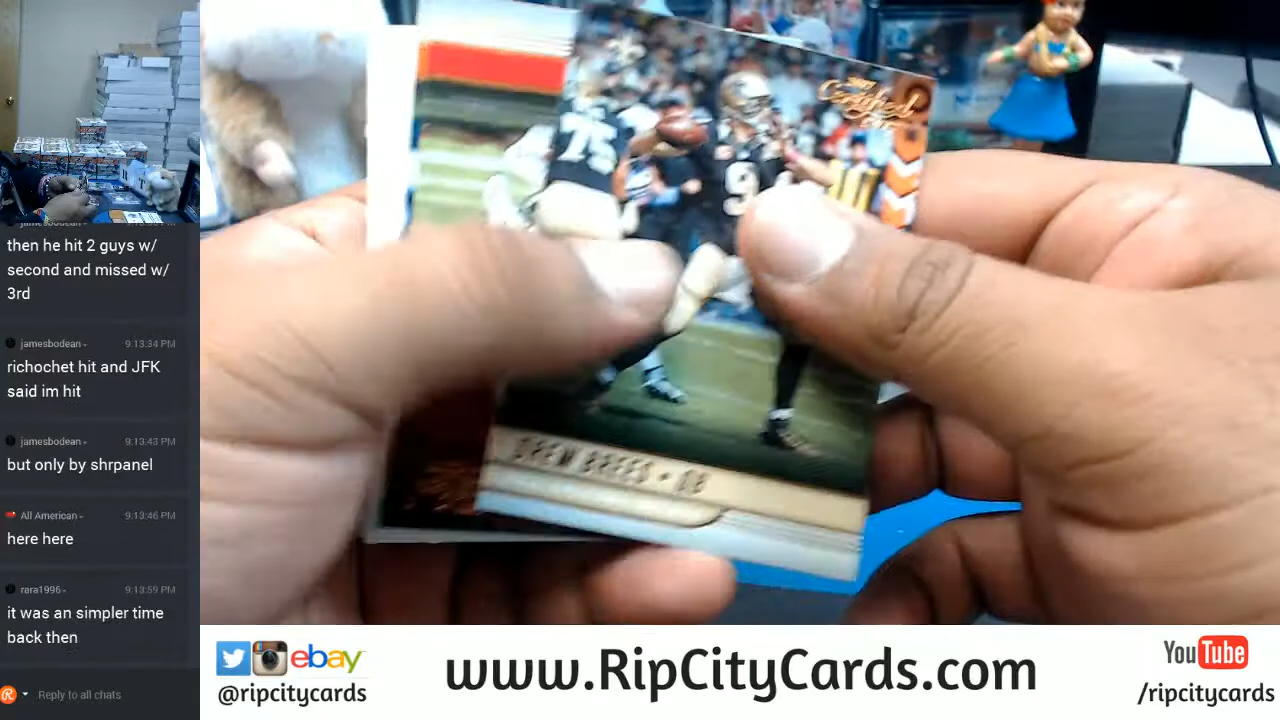 then he hit 2 guys w/
second and missed w/
3rd
jamesbodean 9:13:34 PM
richochet hit and JFK
said im hit
jamesbodean 9:13:43 PM
but only by shrpanel
All American 9:13:46 PM
here here
rara1996 9:13:59 PM
it was an simpler time
back then
Reply to all chats
75
9
Certified
DREW BREES • QB
ebay
@ripcitycards
www.RipCityCards.com
YouTube
/ripcitycards